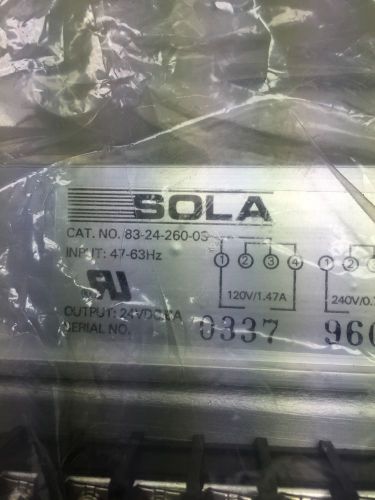 SOLA
CAT. NO. 83-24-260-03
INPUT: 47-63Hz
1 2 3 4 1 2
120V/1.47A 240V/0.
OUTPUT: 24VDC
SERIAL NO. 0337 960